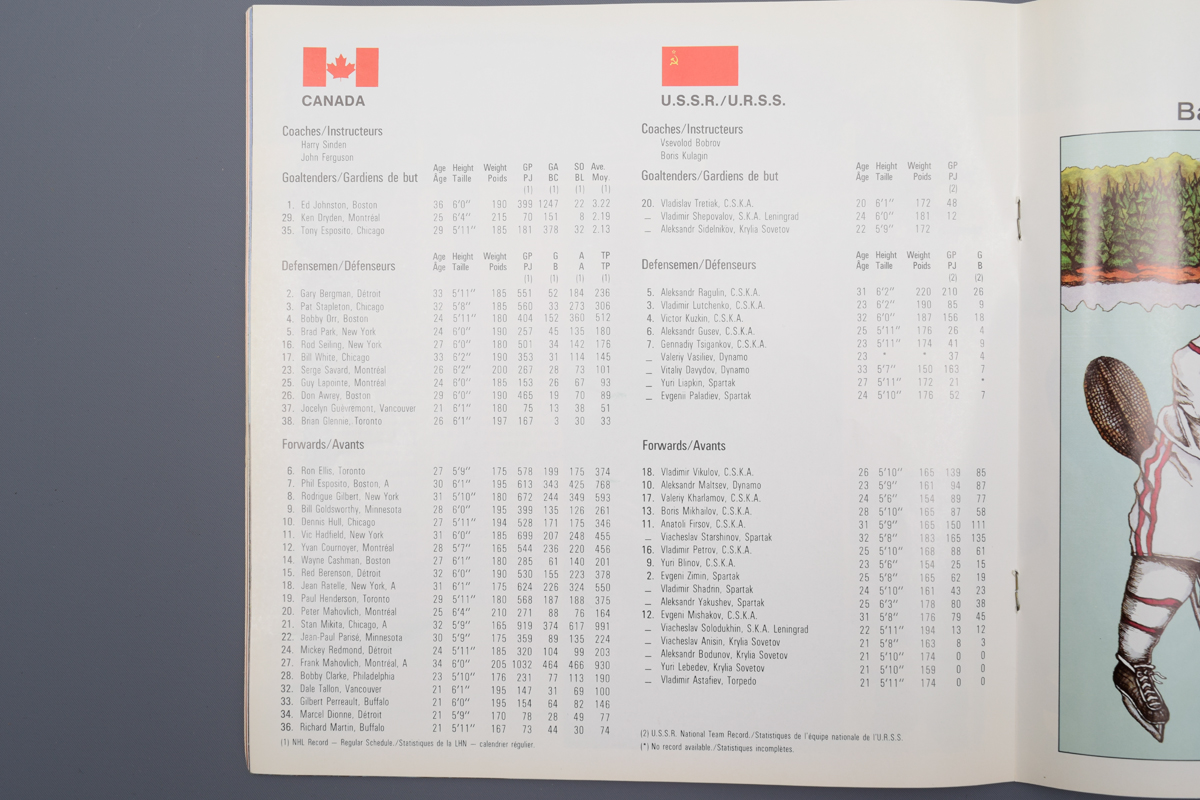 CANADA
Coaches/Instructeurs
Harry Sinden
John Ferguson
Goaltenders/Gardiens de but
Age Height Weight GP GA SO Ave.
Âge Taille Poids PJ BC BL Moy.
(1) (1) (1) (1)
1. Ed Johnston, Boston 36 6'0" 190 399 1247 22 3.22
29. Ken Dryden, Montréal 25 6'4" 215 70 151 8 2.19
35. Tony Esposito, Chicago 29 5'11" 185 181 378 32 2.13
Defensemen/Défenseurs
Age Height Weight GP G A TP
Âge Taille Poids PJ B A TP
(1) (1) (1) (1)
2. Gary Bergman, Détroit 33 5'11" 185 551 52 184 236
3. Pat Stapleton, Chicago 32 5'8" 185 560 33 273 306
4. Bobby Orr, Boston 24 5'11" 180 404 152 360 512
5. Brad Park, New York 24 6'0" 190 257 45 135 180
16. Rod Seiling, New York 27 6'0" 180 501 34 142 176
17. Bill White, Chicago 33 6'2" 190 353 31 114 145
23. Serge Savard, Montréal 26 6'2" 200 267 28 73 101
25. Guy Lapointe, Montréal 24 6'0" 185 153 26 67 93
26. Don Awrey, Boston 29 6'0" 190 465 19 70 89
37. Jocelyn Guèvremont, Vancouver 21 6'1" 180 75 13 38 51
38. Brian Glennie, Toronto 26 6'1" 197 167 3 30 33
Forwards/Avants
6. Ron Ellis, Toronto 27 5'9" 175 578 199 175 374
7. Phil Esposito, Boston, A 30 6'1" 195 613 343 425 768
8. Rodrigue Gilbert, New York 31 5'10" 180 672 244 349 593
9. Bill Goldsworthy, Minnesota 28 6'0" 195 399 135 126 261
10. Dennis Hull, Chicago 27 5'11" 194 528 171 175 346
11. Vic Hadfield, New York 31 6'0" 185 699 207 248 455
12. Yvan Cournoyer, Montréal 28 5'7" 165 544 236 220 456
14. Wayne Cashman, Boston 27 6'1" 180 285 61 140 201
15. Red Berenson, Détroit 32 6'0" 190 530 155 223 378
18. Jean Ratelle, New York, A 31 6'1" 175 624 226 324 550
19. Paul Henderson, Toronto 29 5'11" 180 568 187 188 375
20. Peter Mahovlich, Montréal 25 6'4" 210 271 88 76 164
21. Stan Mikita, Chicago, A 32 5'9" 165 919 374 617 991
22. Jean-Paul Parisé, Minnesota 30 5'9" 175 359 89 135 224
24. Mickey Redmond, Détroit 24 5'11" 185 320 104 99 203
27. Frank Mahovlich, Montréal, A 34 6'0" 205 1032 464 466 930
28. Bobby Clarke, Philadelphia 23 5'10" 176 231 77 113 190
32. Dale Tallon, Vancouver 21 6'1" 195 147 31 69 100
33. Gilbert Perreault, Buffalo 21 6'0" 195 154 64 82 146
34. Marcel Dionne, Détroit 21 5'9" 170 78 28 49 77
36. Richard Martin, Buffalo 21 5'11" 167 73 44 30 74
(1) NHL Record — Regular Schedule./Statistiques de la LHN — calendrier régulier.
U.S.S.R./U.R.S.S.
Coaches/Instructeurs
Vsevolod Bobrov
Boris Kulagin
Goaltenders/Gardiens de but
Age Height Weight GP
Âge Taille Poids PJ
(2)
20. Vladislav Tretiak, C.S.K.A. 20 6'1" 172 48
— Vladimir Shepovalov, S.K.A. Leningrad 24 6'0" 181 12
— Aleksandr Sidelnikov, Krylia Sovetov 22 5'9" 172
Defensemen/Défenseurs
Age Height Weight GP G
Âge Taille Poids PJ B
(2) (2)
5. Aleksandr Ragulin, C.S.K.A. 31 6'2" 220 210 26
3. Vladimir Lutchenko, C.S.K.A. 23 6'2" 190 85 9
4. Victor Kuzkin, C.S.K.A. 32 6'0" 187 156 18
6. Aleksandr Gusev, C.S.K.A. 25 5'11" 176 26 4
7. Gennadiy Tsigankov, C.S.K.A. 23 5'11" 174 41 9
— Valeriy Vasiliev, Dynamo 23 * * 37 4
— Vitaliy Davydov, Dynamo 33 5'7" 150 163 7
— Yuri Liapkin, Spartak 27 5'11" 172 21 *
— Evgenii Paladiev, Spartak 24 5'10" 176 52 7
Forwards/Avants
18. Vladimir Vikulov, C.S.K.A. 26 5'10" 165 139 85
10. Aleksandr Maltsev, Dynamo 23 5'9" 161 94 87
17. Valeriy Kharlamov, C.S.K.A. 24 5'6" 154 89 77
13. Boris Mikhailov, C.S.K.A. 28 5'10" 165 87 58
11. Anatoli Firsov, C.S.K.A. 31 5'9" 165 150 111
— Viacheslav Starshinov, Spartak 32 5'8" 183 165 135
16. Vladimir Petrov, C.S.K.A. 25 5'10" 168 88 61
9. Yuri Blinov, C.S.K.A. 23 5'6" 154 25 15
2. Evgeni Zimin, Spartak 25 5'8" 165 62 19
— Vladimir Shadrin, Spartak 24 5'10" 161 43 23
— Aleksandr Yakushev, Spartak 25 6'3" 178 80 38
12. Evgeni Mishakov, C.S.K.A. 31 5'8" 176 79 45
— Viacheslav Solodukhin, S.K.A. Leningrad 22 5'11" 194 13 12
— Viacheslav Anisin, Krylia Sovetov 21 5'8" 163 8 3
— Aleksandr Bodunov, Krylia Sovetov 21 5'10" 174 0 0
— Yuri Lebedev, Krylia Sovetov 21 5'10" 159 0 0
— Vladimir Astafiev, Torpedo 21 5'11" 174 0 0
(2) U.S.S.R. National Team Record./Statistiques de l'équipe nationale de l'U.R.S.S.
(*) No record available./Statistiques incomplètes.
Ba